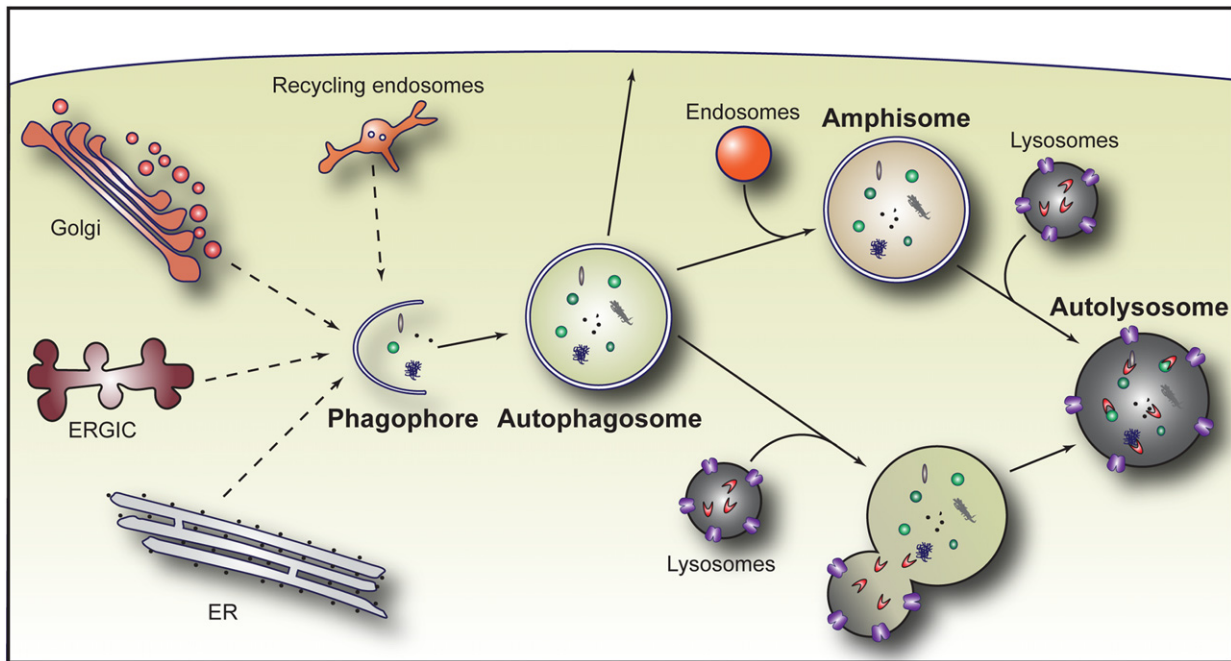 Recycling endosomes
Endosomes
Amphisome
Lysosomes
Golgi
Autolysosome
Phagophore
Autophagosome
ERGIC
Lysosomes
ER